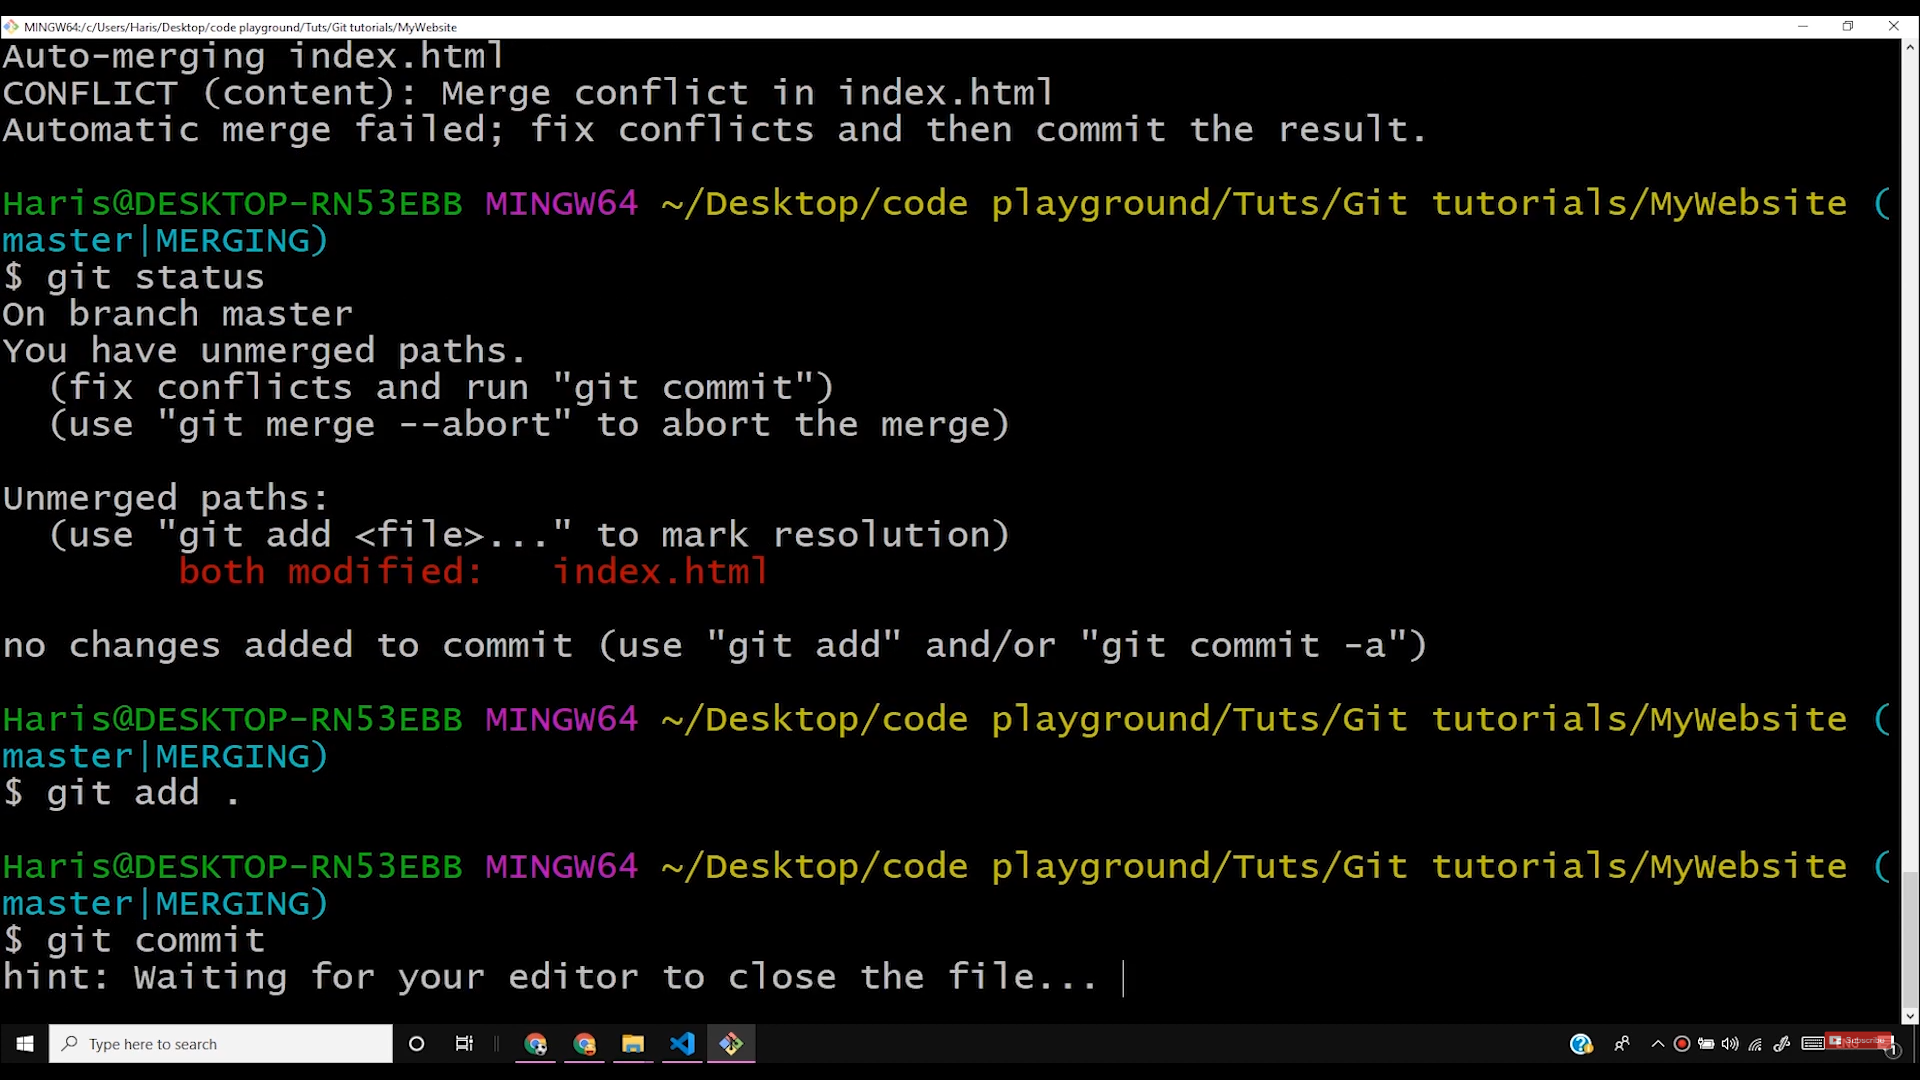 MINGW64:/c/Users/Haris/Desktop/code playground/Tuts/Git tutorials/MyWebsite
Auto-merging index.html
CONFLICT (content): Merge conflict in index.html
Automatic merge failed; fix conflicts and then commit the result.
Haris@DESKTOP-RN53EBB MINGW64 ~/Desktop/code playground/Tuts/Git tutorials/MyWebsite (
master|MERGING)
$ git status
On branch master
You have unmerged paths.
(fix conflicts and run "git commit")
(use "git merge --abort" to abort the merge)
Unmerged paths:
(use "git add <file>..." to mark resolution)
both modified: index.html
no changes added to commit (use "git add" and/or "git commit -a")
Haris@DESKTOP-RN53EBB MINGW64 ~/Desktop/code playground/Tuts/Git tutorials/MyWebsite (
master|MERGING)
$ git add .
Haris@DESKTOP-RN53EBB MINGW64 ~/Desktop/code playground/Tuts/Git tutorials/MyWebsite (
master|MERGING)
$ git commit
hint: Waiting for your editor to close the file...
Type here to search
Subscribe
1